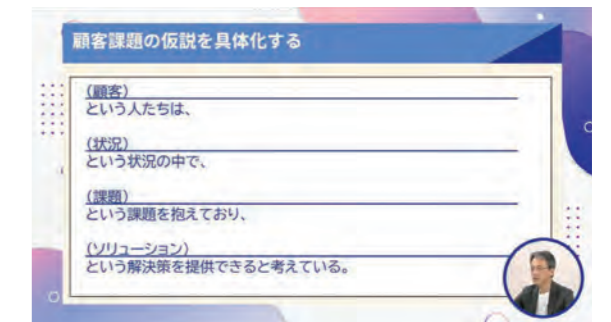 顧客課題の仮説を具体化する
(顧客)
という人たちは、
(状況)
という状況の中で、
(課題)
という課題を抱えており、
(ソリューション)
という解決策を提供できると考えている。